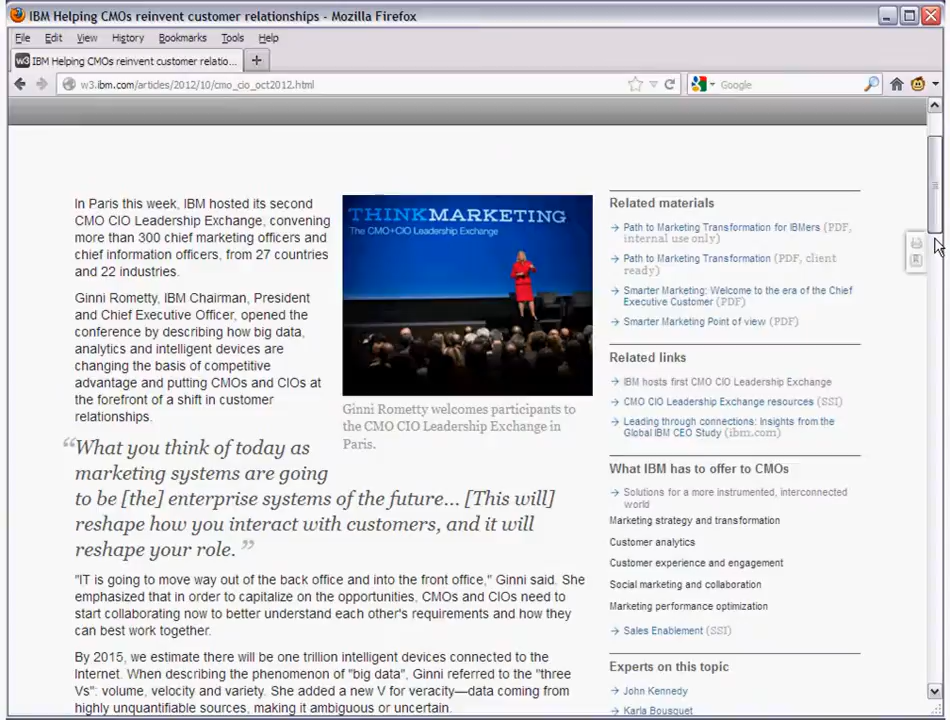 IBM Helping CMOs reinvent customer relationships - Mozilla Firefox
File Edit View History Bookmarks Tools Help
w3 IBM Helping CMOs reinvent customer relatio... +
w3.ibm.com/articles/2012/10/cmo_cio_oct2012.html
Google
In Paris this week, IBM hosted its second
CMO CIO Leadership Exchange, convening
more than 300 chief marketing officers and
chief information officers, from 27 countries
and 22 industries.
Ginni Rometty, IBM Chairman, President
and Chief Executive Officer, opened the
conference by describing how big data,
analytics and intelligent devices are
changing the basis of competitive
advantage and putting CMOs and CIOs at
the forefront of a shift in customer
relationships.
THINKMARKETING
The CMO+CIO Leadership Exchange
Ginni Rometty welcomes participants to
the CMO CIO Leadership Exchange in
Paris.
“What you think of today as
marketing systems are going
to be [the] enterprise systems of the future... [This will]
reshape how you interact with customers, and it will
reshape your role. ”
"IT is going to move way out of the back office and into the front office," Ginni said. She
emphasized that in order to capitalize on the opportunities, CMOs and CIOs need to
start collaborating now to better understand each other's requirements and how they
can best work together.
By 2015, we estimate there will be one trillion intelligent devices connected to the
Internet. When describing the phenomenon of "big data", Ginni referred to the "three
Vs": volume, velocity and variety. She added a new V for veracity—data coming from
highly unquantifiable sources, making it ambiguous or uncertain.
Related materials
Path to Marketing Transformation for IBMers (PDF,
internal use only)
Path to Marketing Transformation (PDF, client
ready)
Smarter Marketing: Welcome to the era of the Chief
Executive Customer (PDF)
Smarter Marketing Point of view (PDF)
Related links
IBM hosts first CMO CIO Leadership Exchange
CMO CIO Leadership Exchange resources (SSI)
Leading through connections: Insights from the
Global IBM CEO Study (ibm.com)
What IBM has to offer to CMOs
Solutions for a more instrumented, interconnected
world
Marketing strategy and transformation
Customer analytics
Customer experience and engagement
Social marketing and collaboration
Marketing performance optimization
Sales Enablement (SSI)
Experts on this topic
John Kennedy
Karla Bousquet